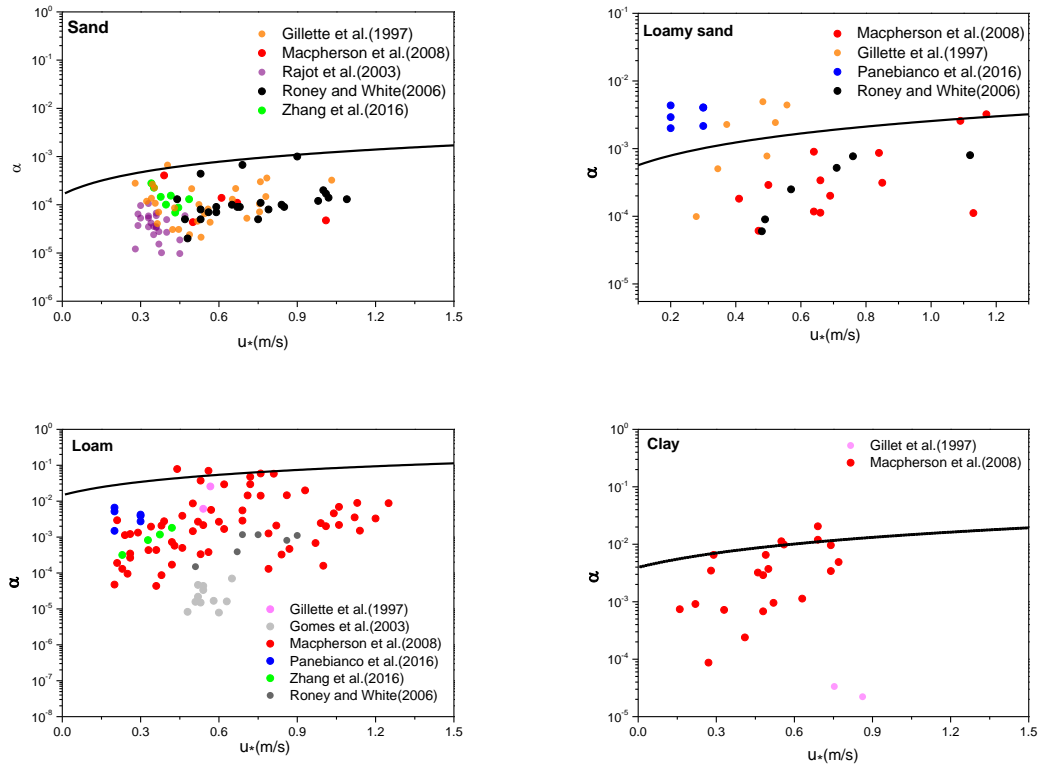 Sand
Gillette et al.(1997)
Macpherson et al.(2008)
Rajot et al.(2003)
Roney and White(2006)
Zhang et al.(2016)
α
10⁰
10⁻¹
10⁻²
10⁻³
10⁻⁴
10⁻⁵
10⁻⁶
0.0 0.3 0.6 0.9 1.2 1.5
u*(m/s)
Loamy sand
Macpherson et al.(2008)
Gillette et al.(1997)
Panebianco et al.(2016)
Roney and White(2006)
α
10⁻¹
10⁻²
10⁻³
10⁻⁴
10⁻⁵
0.2 0.4 0.6 0.8 1.0 1.2
u*(m/s)
Loam
α
10⁰
10⁻¹
10⁻²
10⁻³
10⁻⁴
10⁻⁵
10⁻⁶
10⁻⁷
10⁻⁸
Gillette et al.(1997)
Gomes et al.(2003)
Macpherson et al.(2008)
Panebianco et al.(2016)
Zhang et al.(2016)
Roney and White(2006)
0.0 0.3 0.6 0.9 1.2 1.5
u*(m/s)
Clay
Gillet et al.(1997)
Macpherson et al.(2008)
α
10⁰
10⁻¹
10⁻²
10⁻³
10⁻⁴
10⁻⁵
0.0 0.3 0.6 0.9 1.2 1.5
u*(m/s)